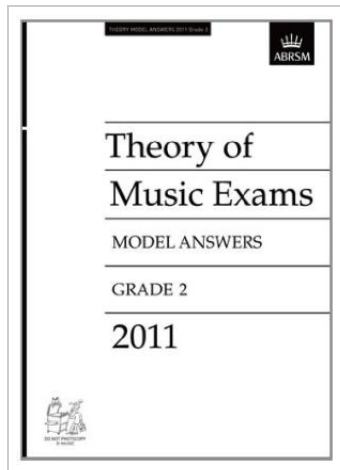 THEORY MODEL ANSWERS 2011 Grade 2
ABRSM
Theory of
Music Exams
MODEL ANSWERS
GRADE 2
2011
DO NOT PHOTOCOPY
© MUSIC